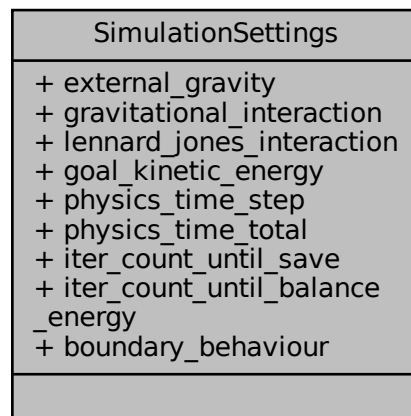 SimulationSettings
+ external_gravity
+ gravitational_interaction
+ lennard_jones_interaction
+ goal_kinetic_energy
+ physics_time_step
+ physics_time_total
+ iter_count_until_save
+ iter_count_until_balance
_energy
+ boundary_behaviour